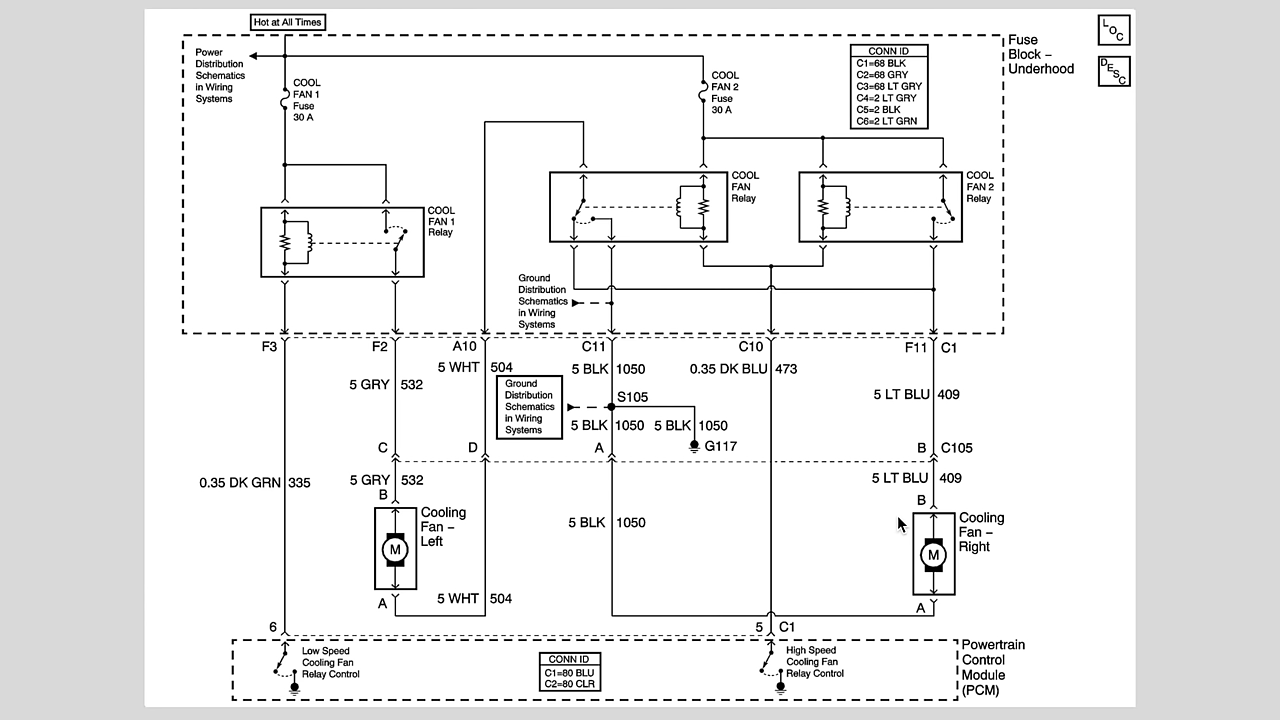 Hot at All Times
L
O
C
D
E
S
C
Power
Distribution
Schematics
in Wiring
Systems
COOL
FAN 1
Fuse
30 A
COOL
FAN 2
Fuse
30 A
CONN ID
C1=68 BLK
C2=68 GRY
C3=68 LT GRY
C4=2 LT GRY
C5=2 BLK
C6=2 LT GRN
Fuse
Block –
Underhood
COOL
FAN 1
Relay
COOL
FAN
Relay
COOL
FAN 2
Relay
Ground
Distribution
Schematics
in Wiring
Systems
F3
F2
A10
C11
C10
F11
C1
5 GRY 532
5 WHT 504
5 BLK 1050
0.35 DK BLU 473
5 LT BLU 409
Ground
Distribution
Schematics
in Wiring
Systems
S105
5 BLK 1050
5 BLK 1050
G117
C
D
A
B
C105
0.35 DK GRN 335
5 GRY 532
5 LT BLU 409
B
B
Cooling
Fan –
Left
M
5 BLK 1050
Cooling
Fan –
Right
M
A
5 WHT 504
A
6
5
C1
Low Speed
Cooling Fan
Relay Control
CONN ID
C1=80 BLU
C2=80 CLR
High Speed
Cooling Fan
Relay Control
Powertrain
Control
Module
(PCM)